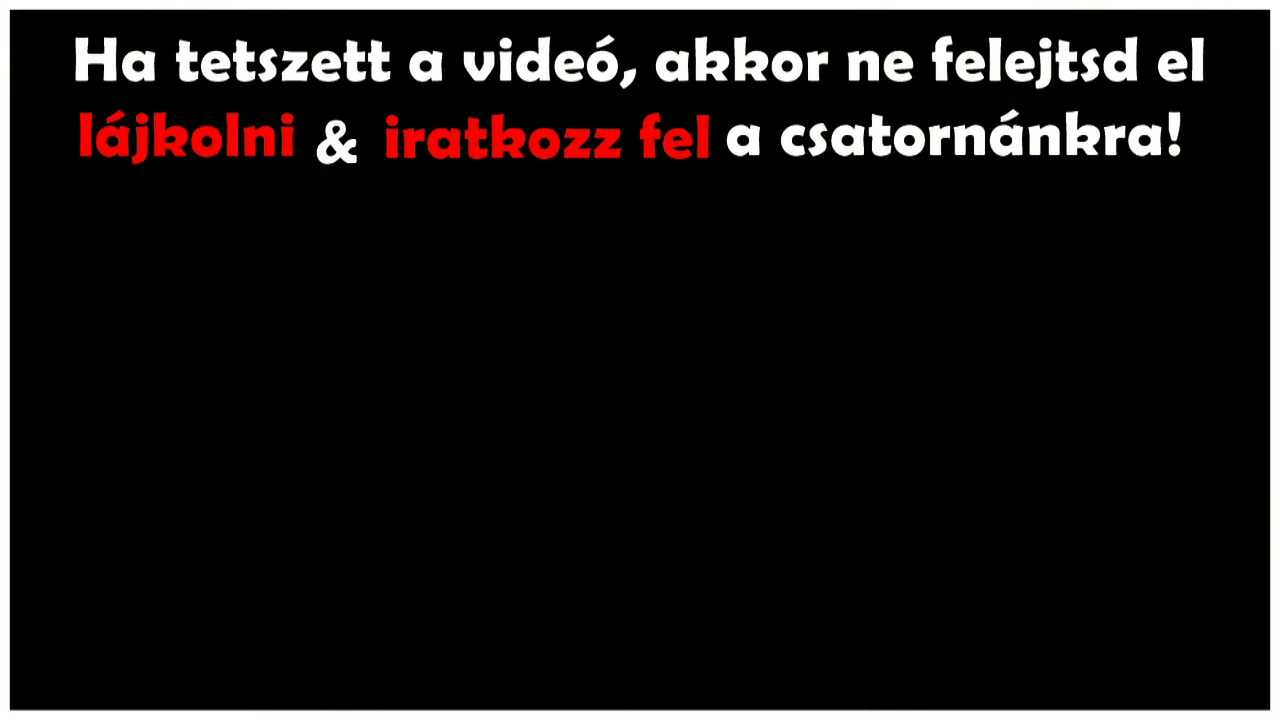 Ha tetszett a videó, akkor ne felejtsd el
lájkolni & iratkozz fel a csatornánkra!